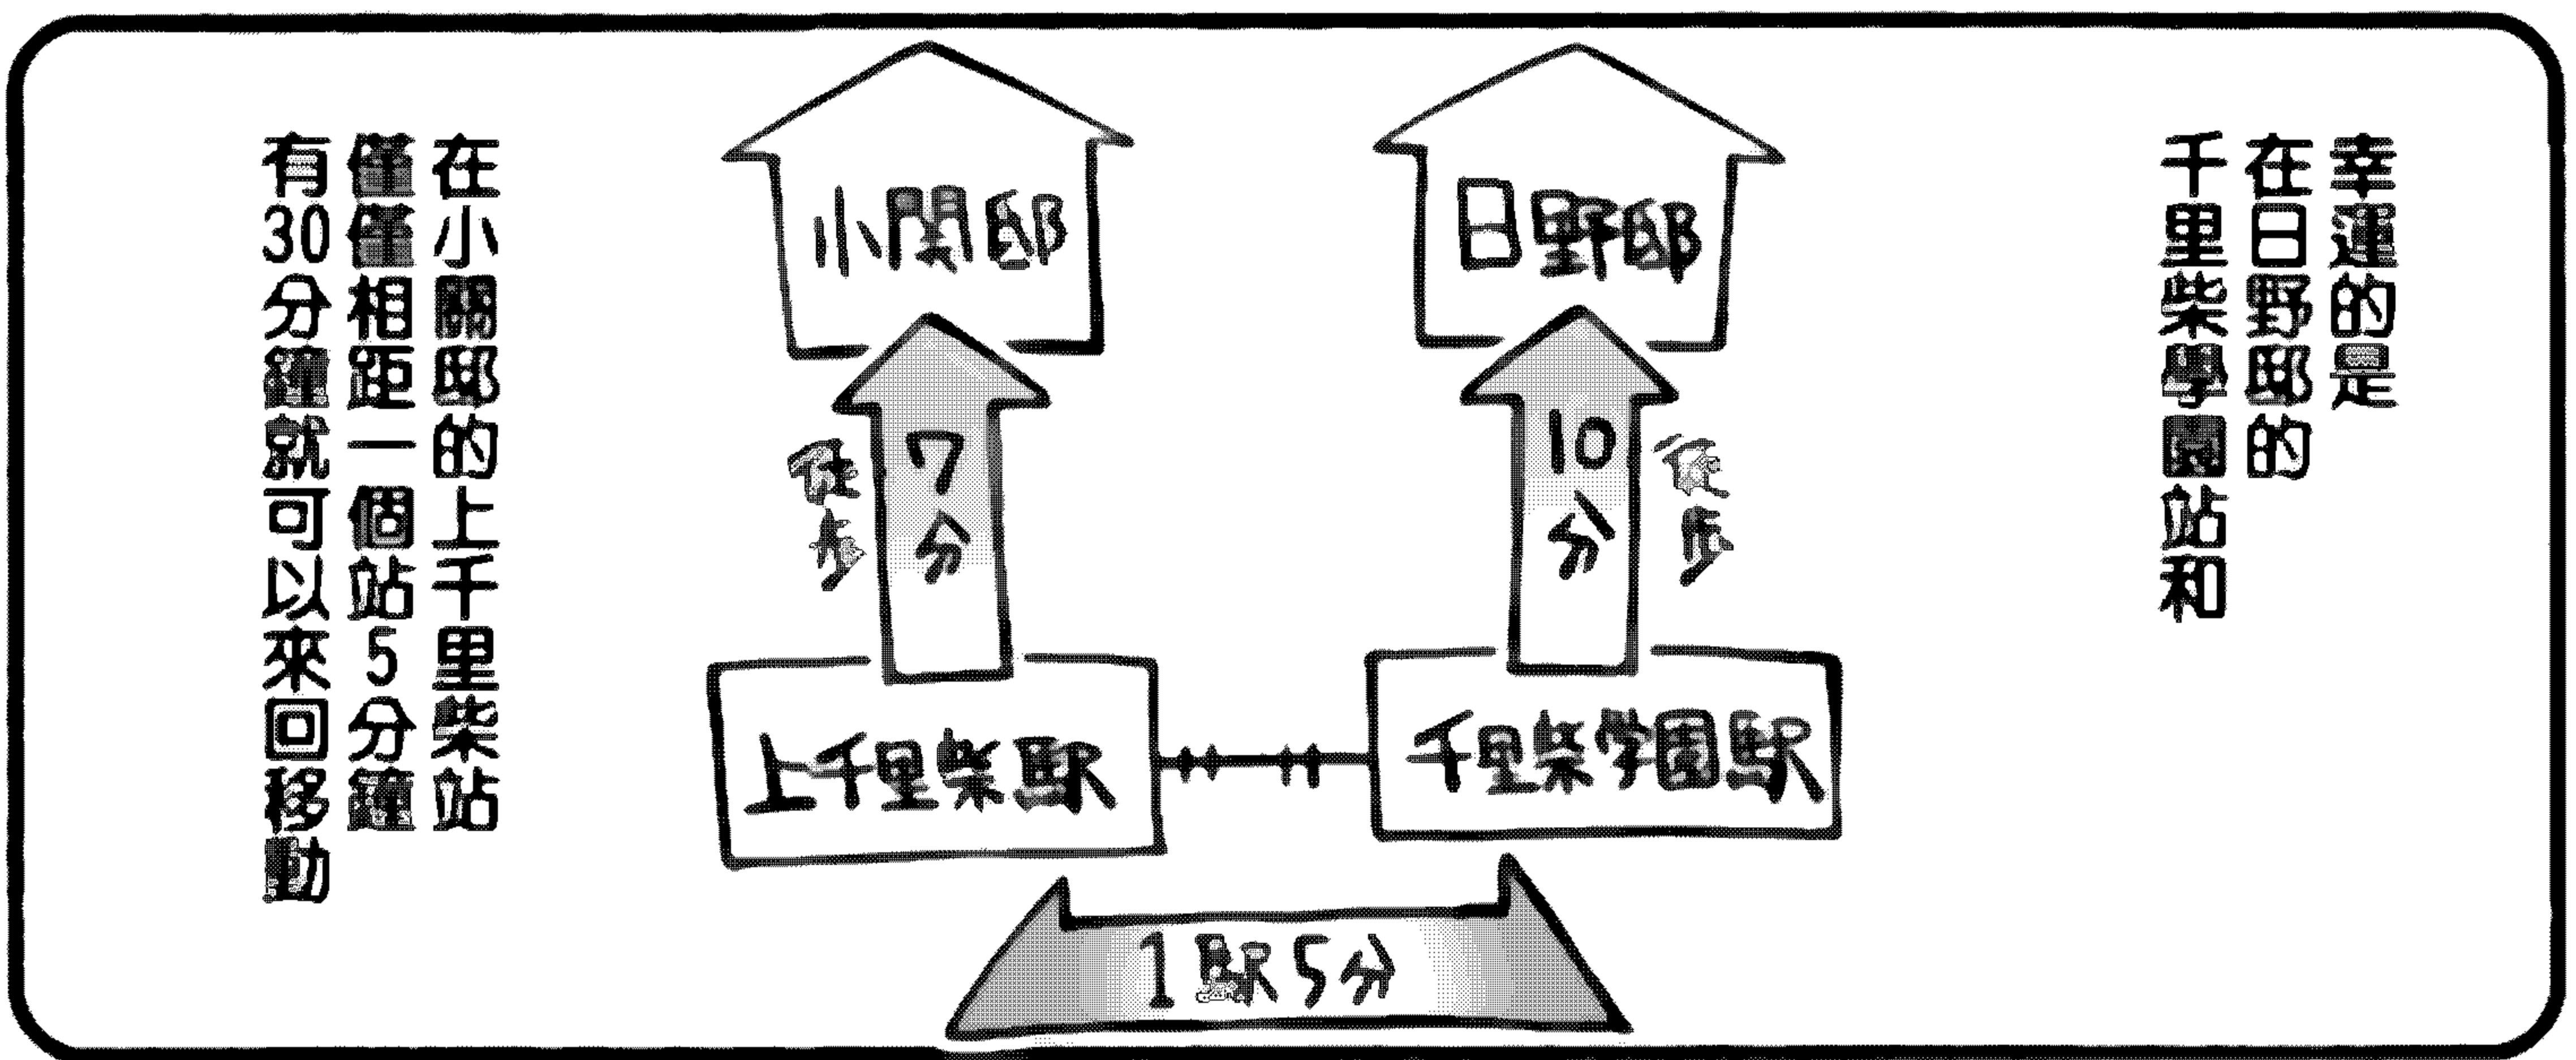 幸運的是
在日野邸的
千里柴學園站和
日野邸
10分
徒歩
千里柴学園駅
小関邸
7分
徒歩
上千里柴駅
1駅5分
在小關邸的上千里柴站
僅僅相距一個站5分鐘
有30分鐘就可以來回移動